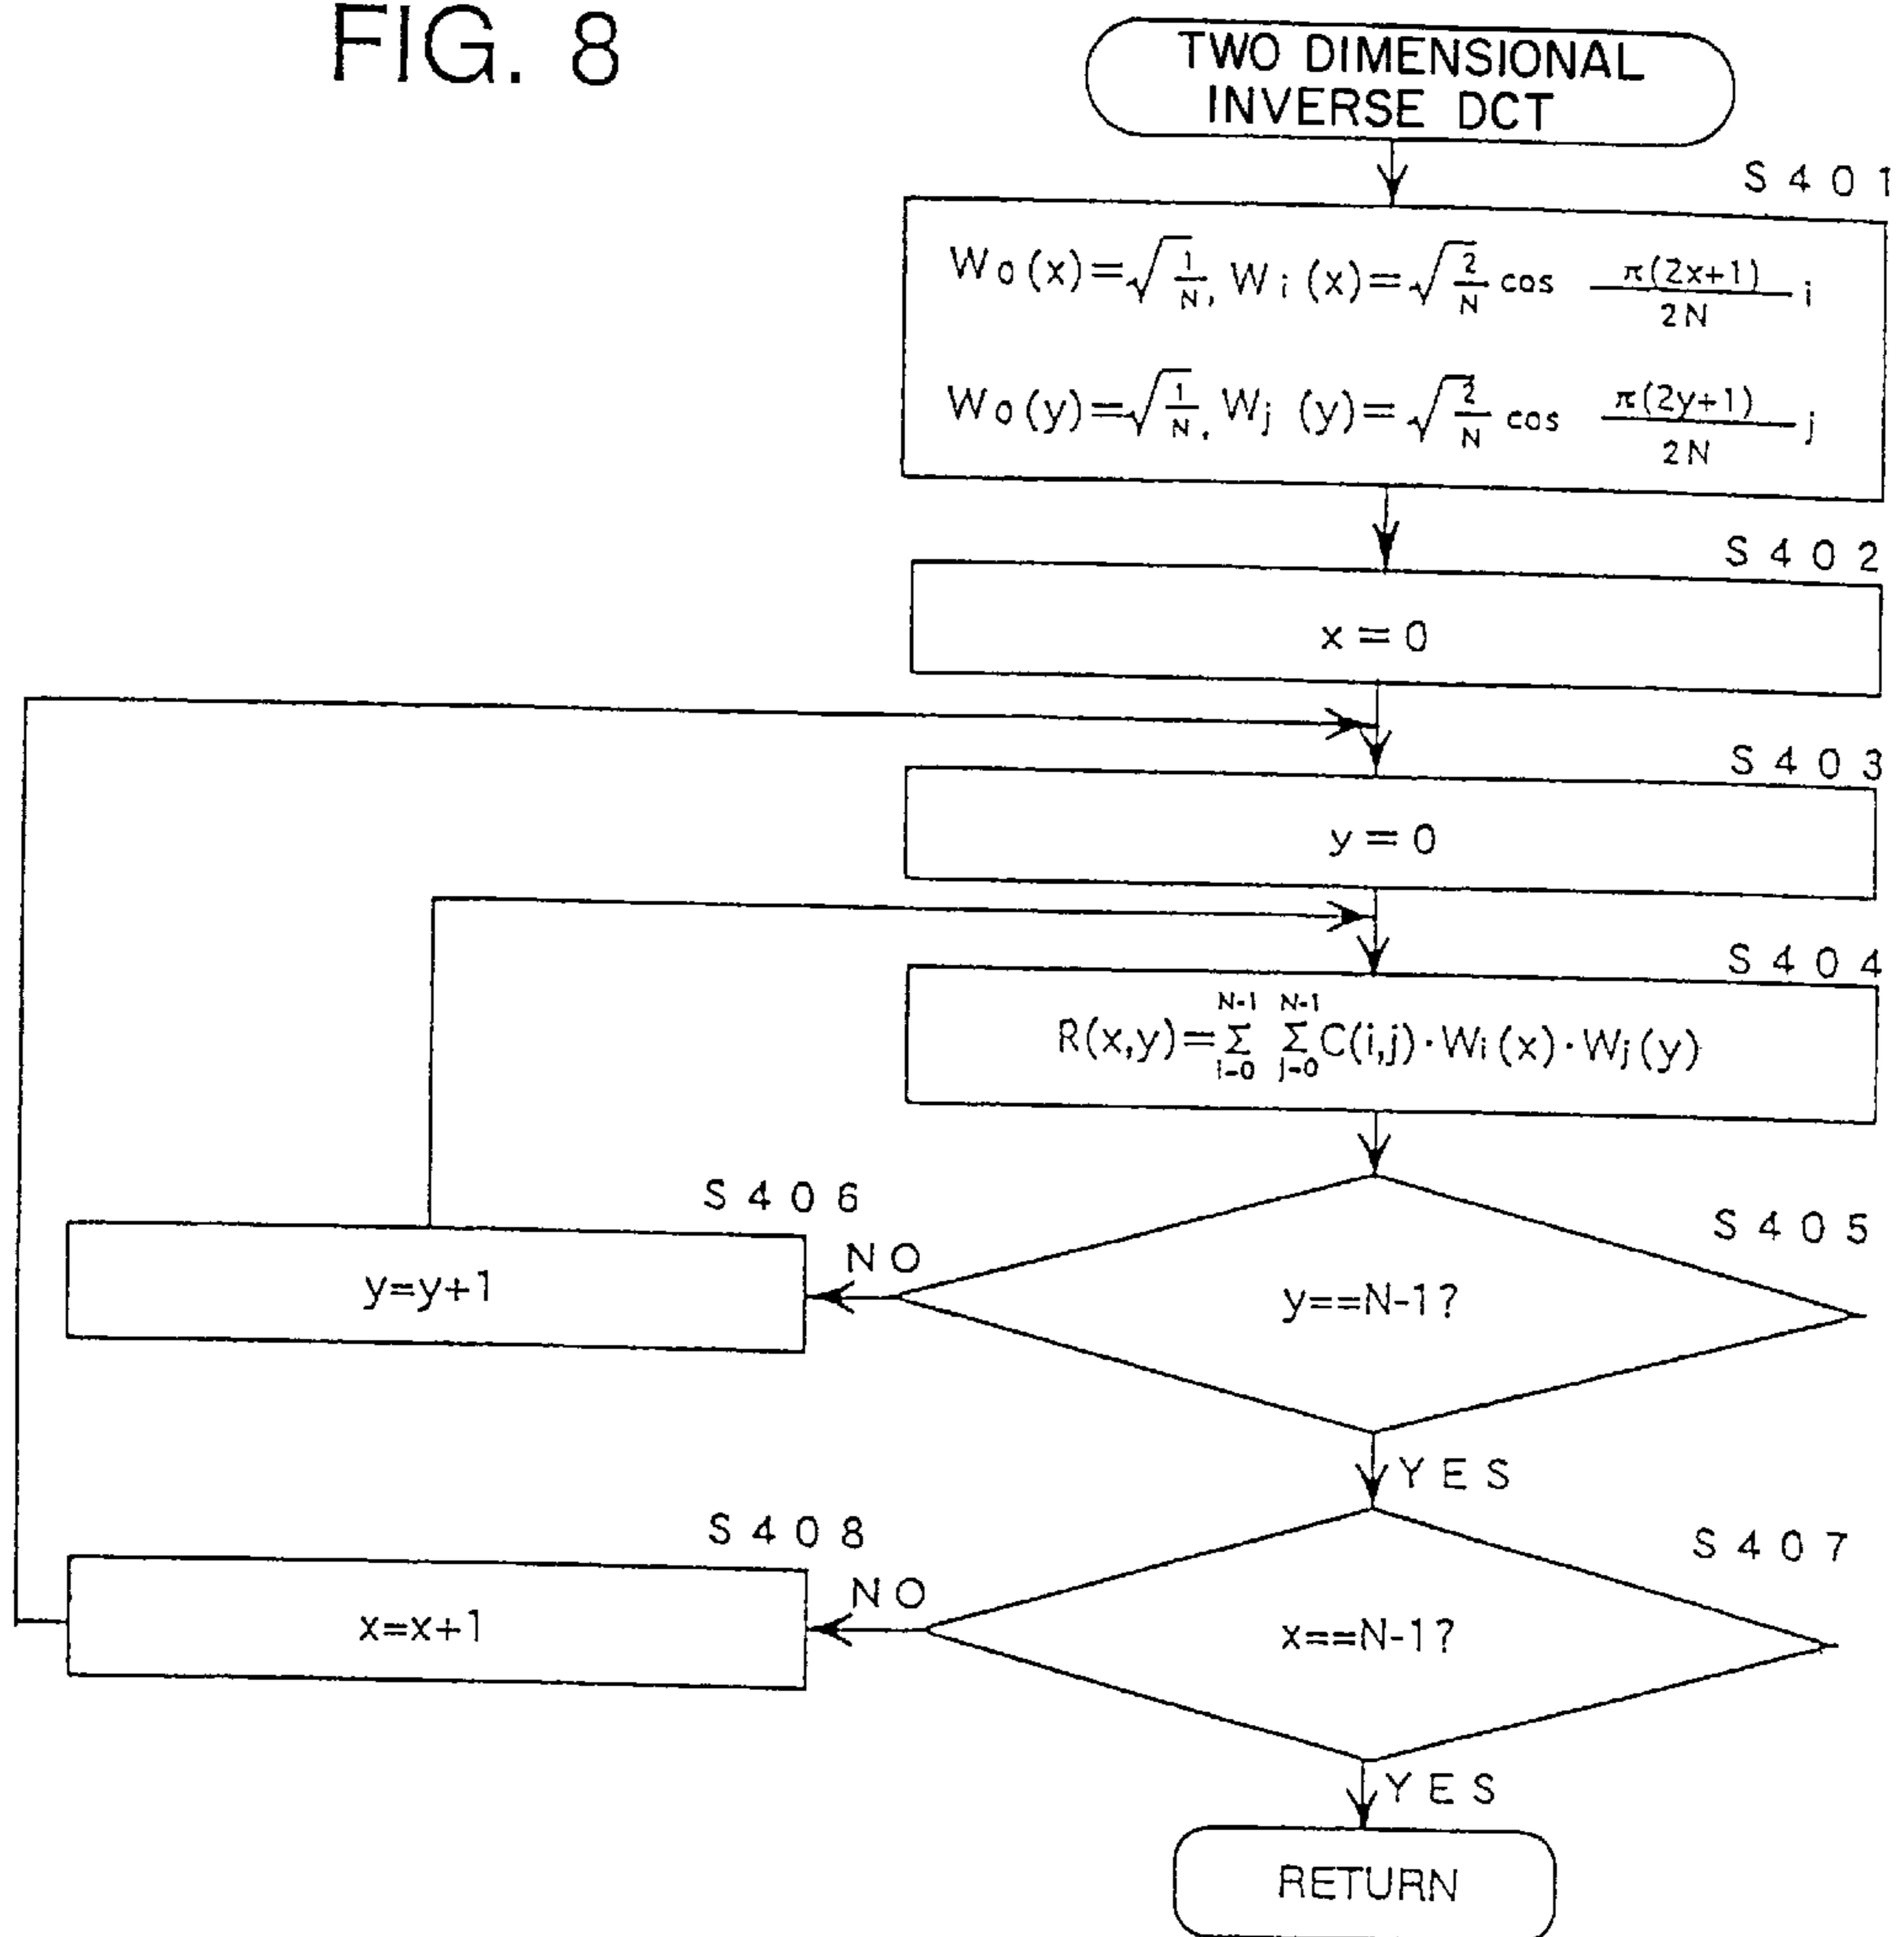 FIG. 8
TWO DIMENSIONAL
INVERSE DCT
S401
W₀(x)=√(1/N), Wᵢ(x)=√(2/N) cos π(2x+1)/2N i
W₀(y)=√(1/N), Wⱼ(y)=√(2/N) cos π(2y+1)/2N j
S402
x=0
S403
y=0
S404
R(x,y)=Σ(i=0 to N-1) Σ(j=0 to N-1) C(i,j)·Wᵢ(x)·Wⱼ(y)
S405
y==N-1?
NO
S406
y=y+1
YES
S407
x==N-1?
NO
S408
x=x+1
YES
RETURN